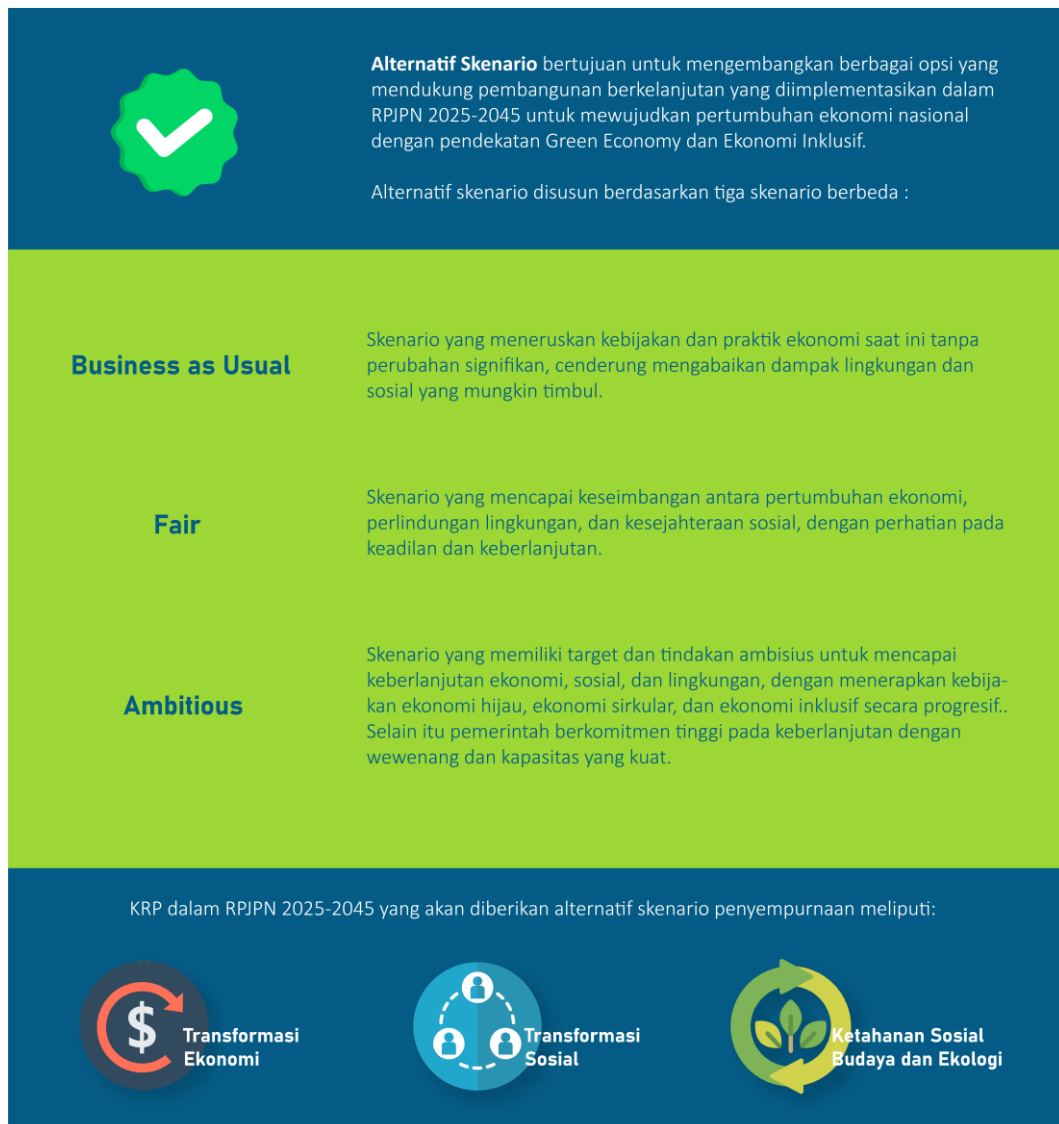 Alternatif Skenario bertujuan untuk mengembangkan berbagai opsi yang
mendukung pembangunan berkelanjutan yang diimplementasikan dalam
RPJPN 2025-2045 untuk mewujudkan pertumbuhan ekonomi nasional
dengan pendekatan Green Economy dan Ekonomi Inklusif.
Alternatif skenario disusun berdasarkan tiga skenario berbeda :
Business as Usual
Skenario yang meneruskan kebijakan dan praktik ekonomi saat ini tanpa
perubahan signifikan, cenderung mengabaikan dampak lingkungan dan
sosial yang mungkin timbul.
Fair
Skenario yang mencapai keseimbangan antara pertumbuhan ekonomi,
perlindungan lingkungan, dan kesejahteraan sosial, dengan perhatian pada
keadilan dan keberlanjutan.
Ambitious
Skenario yang memiliki target dan tindakan ambisius untuk mencapai
keberlanjutan ekonomi, sosial, dan lingkungan, dengan menerapkan kebija-
kan ekonomi hijau, ekonomi sirkular, dan ekonomi inklusif secara progresif..
Selain itu pemerintah berkomitmen tinggi pada keberlanjutan dengan
wewenang dan kapasitas yang kuat.
KRP dalam RPJPN 2025-2045 yang akan diberikan alternatif skenario penyempurnaan meliputi:
$
Transformasi
Ekonomi
Transformasi
Sosial
Ketahanan Sosial
Budaya dan Ekologi